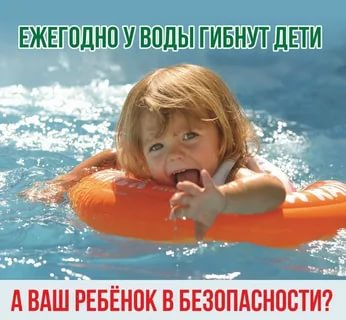 ЕЖЕГОДНО У ВОДЫ ГИБНУТ ДЕТИ
А ВАШ РЕБЁНОК В БЕЗОПАСНОСТИ?